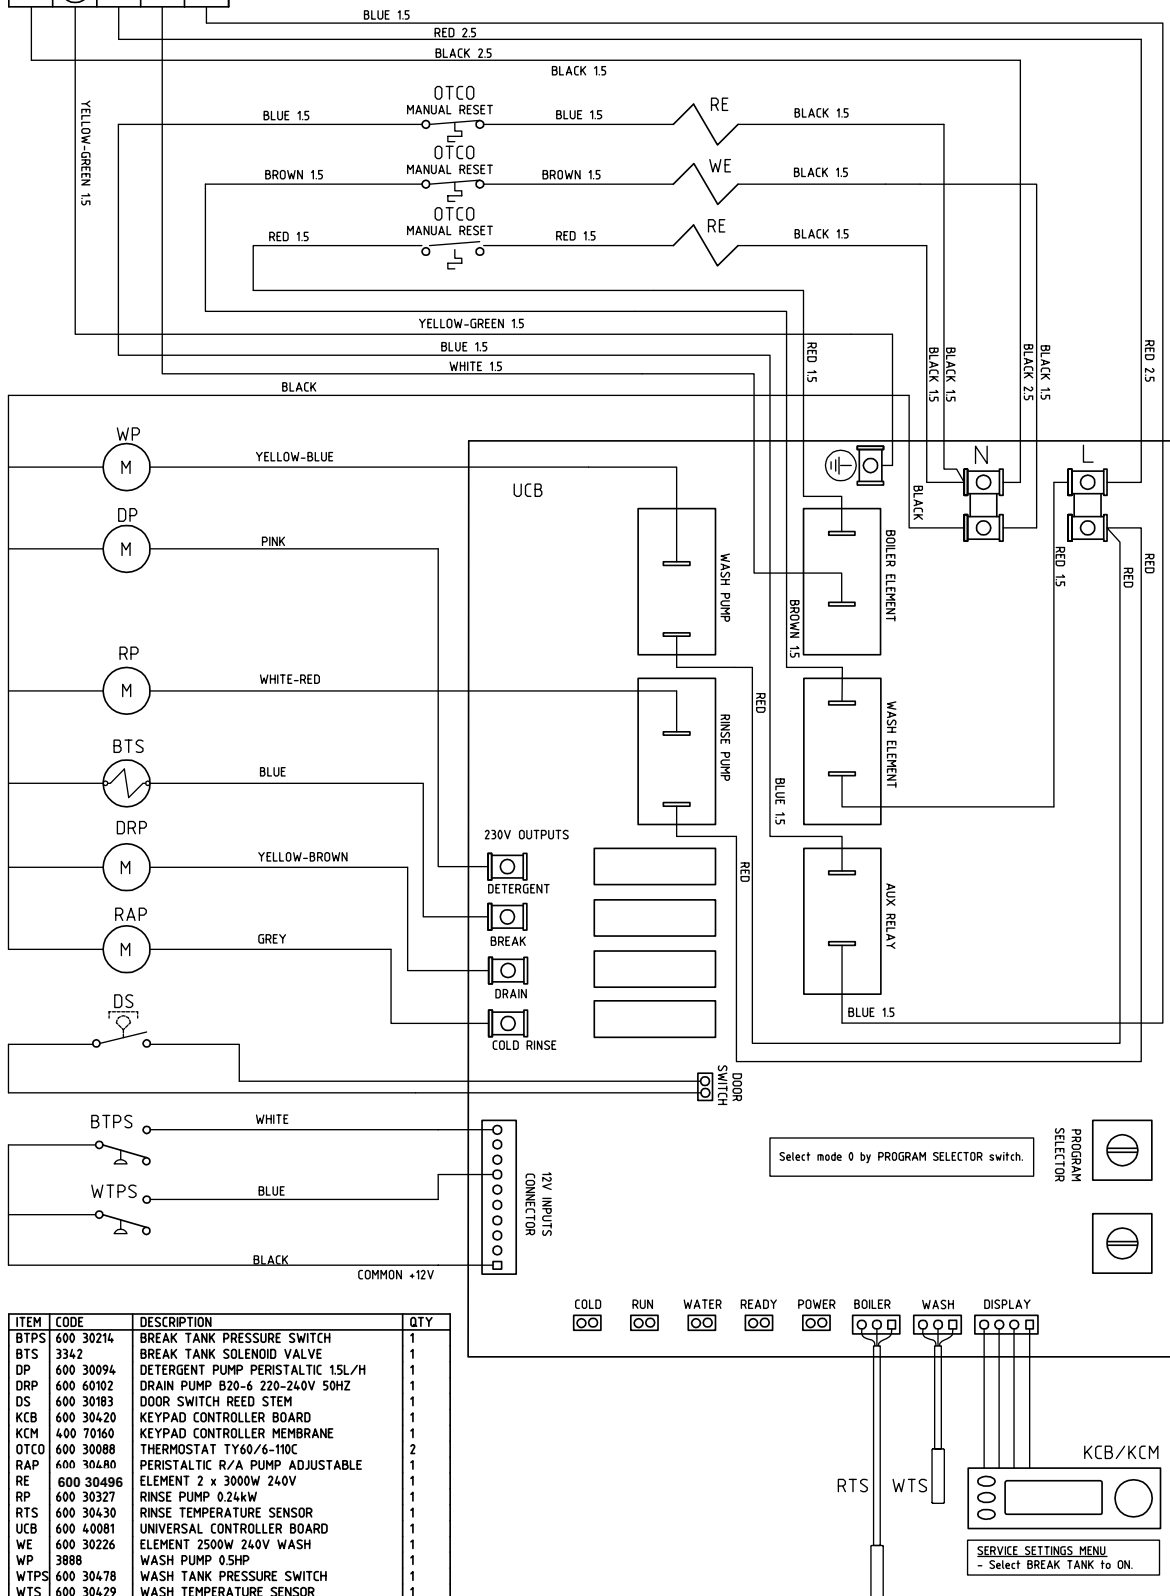 BLUE 1.5
RED 2.5
BLACK 2.5
BLACK 1.5
YELLOW-GREEN 1.5
OTCO
MANUAL RESET
BLUE 1.5
BLUE 1.5
RE
BLACK 1.5
OTCO
MANUAL RESET
BROWN 1.5
BROWN 1.5
WE
BLACK 1.5
OTCO
MANUAL RESET
RED 1.5
RED 1.5
RE
BLACK 1.5
YELLOW-GREEN 1.5
BLUE 1.5
WHITE 1.5
BLACK
RED 1.5
BLACK 1.5
BLACK 1.5
BLACK 2.5
BLACK 1.5
RED 2.5
WP
M
YELLOW-BLUE
UCB
N
L
BLACK
DP
M
PINK
WASH PUMP
BOILER ELEMENT
BROWN 1.5
RED 1.5
RED
RED
RP
M
WHITE-RED
RINSE PUMP
RED
WASH ELEMENT
BTS
BLUE
BLUE 1.5
DRP
M
YELLOW-BROWN
230V OUTPUTS
DETERGENT
RED
AUX RELAY
RAP
M
GREY
BREAK
DRAIN
COLD RINSE
BLUE 1.5
DS
DOOR
SWITCH
BTPS
WHITE
WTPS
BLUE
BLACK
COMMON +12V
12V INPUTS
CONNECTOR
Select mode 0 by PROGRAM SELECTOR switch.
PROGRAM
SELECTOR
COLD RUN WATER READY POWER BOILER WASH DISPLAY
ITEM CODE DESCRIPTION QTY
BTPS 600 30214 BREAK TANK PRESSURE SWITCH 1
BTS 3342 BREAK TANK SOLENOID VALVE 1
DP 600 30094 DETERGENT PUMP PERISTALTIC 1.5L/H 1
DRP 600 60102 DRAIN PUMP B20-6 220-240V 50HZ 1
DS 600 30183 DOOR SWITCH REED STEM 1
KCB 600 30420 KEYPAD CONTROLLER BOARD 1
KCM 400 70160 KEYPAD CONTROLLER MEMBRANE 1
OTCO 600 30088 THERMOSTAT TY60/6-110C 2
RAP 600 30480 PERISTALTIC R/A PUMP ADJUSTABLE 1
RE 600 30496 ELEMENT 2 x 3000W 240V 1
RP 600 30327 RINSE PUMP 0.24kW 1
RTS 600 30430 RINSE TEMPERATURE SENSOR 1
UCB 600 40081 UNIVERSAL CONTROLLER BOARD 1
WE 600 30226 ELEMENT 2500W 240V WASH 1
WP 3888 WASH PUMP 0.5HP 1
WTPS 600 30478 WASH TANK PRESSURE SWITCH 1
WTS 600 30429 WASH TEMPERATURE SENSOR 1
RTS
WTS
KCB/KCM
SERVICE SETTINGS MENU
- Select BREAK TANK to ON.